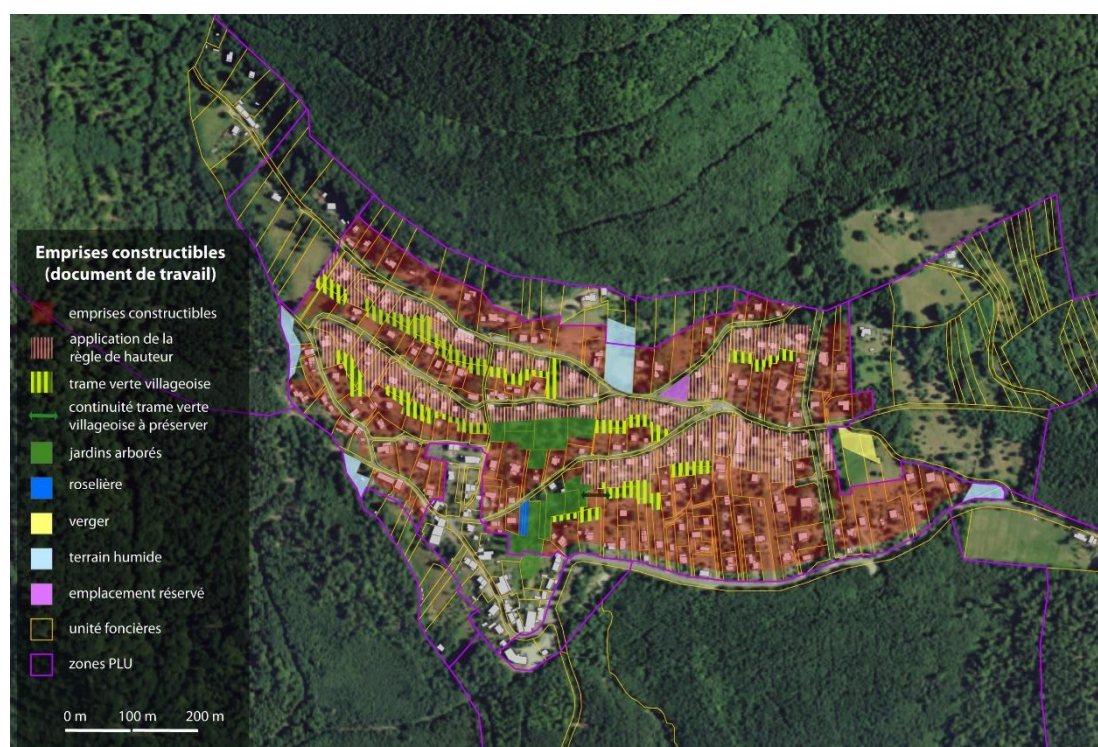 Emprises constructibles
(document de travail)
emprises constructibles
application de la
règle de hauteur
trame verte villageoise
continuité trame verte
villageoise à préserver
jardins arborés
roselière
verger
terrain humide
emplacement réservé
unité foncières
zones PLU
0 m 100 m 200 m